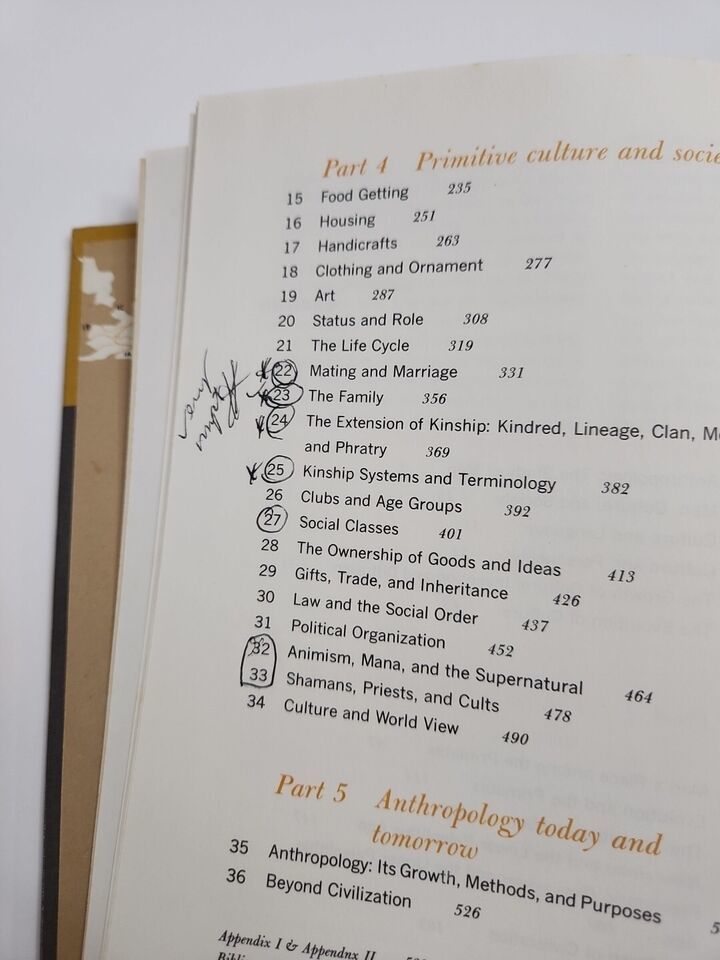 Part 4 Primitive culture and socie
15 Food Getting 235
16 Housing 251
17 Handicrafts 263
18 Clothing and Ornament 277
19 Art 287
20 Status and Role 308
21 The Life Cycle 319
22 Mating and Marriage 331
23 The Family 356
24 The Extension of Kinship: Kindred, Lineage, Clan, Mo
and Phratry 369
25 Kinship Systems and Terminology 382
26 Clubs and Age Groups 392
27 Social Classes 401
28 The Ownership of Goods and Ideas 413
29 Gifts, Trade, and Inheritance 426
30 Law and the Social Order 437
31 Political Organization 452
32 Animism, Mana, and the Supernatural 464
33 Shamans, Priests, and Cults 478
34 Culture and World View 490
Part 5 Anthropology today and
tomorrow
35 Anthropology: Its Growth, Methods, and Purposes 5
36 Beyond Civilization 526
Appendix I & Appendnx II